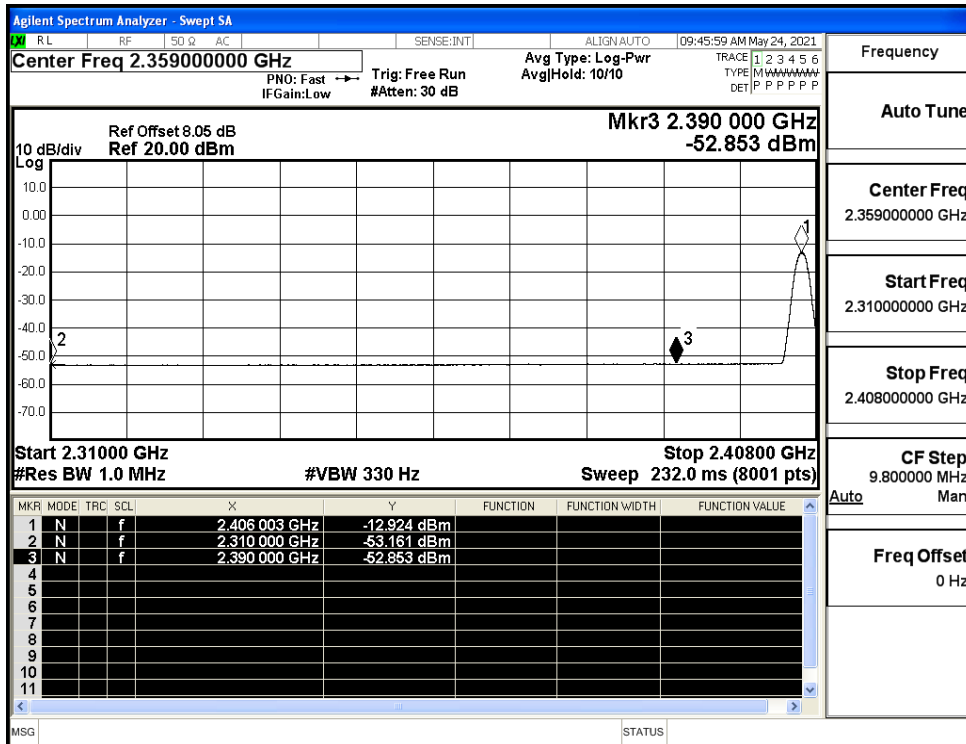 Agilent Spectrum Analyzer - Swept SA
LXI RL RF 50 Ω AC SENSE:INT ALIGN AUTO 09:45:59 AM May 24, 2021
Center Freq 2.359000000 GHz
PNO: Fast
IFGain:Low
Trig: Free Run
#Atten: 30 dB
Avg Type: Log-Pwr
Avg|Hold: 10/10
TRACE 1 2 3 4 5 6
TYPE M
DET P P P P P P
Mkr3 2.390 000 GHz
-52.853 dBm
Ref Offset 8.05 dB
10 dB/div Ref 20.00 dBm
Log
10.0
0.00
-10.0
-20.0
-30.0
-40.0
-50.0
-60.0
-70.0
1
2
3
Start 2.31000 GHz Stop 2.40800 GHz
#Res BW 1.0 MHz #VBW 330 Hz Sweep 232.0 ms (8001 pts)
MKR MODE TRC SCL X Y FUNCTION FUNCTION WIDTH FUNCTION VALUE
1 N f 2.406 003 GHz -12.924 dBm
2 N f 2.310 000 GHz -53.161 dBm
3 N f 2.390 000 GHz -52.853 dBm
4
5
6
7
8
9
10
11
MSG STATUS
Frequency
Auto Tune
Center Freq
2.359000000 GHz
Start Freq
2.310000000 GHz
Stop Freq
2.408000000 GHz
CF Step
9.800000 MHz
Auto Man
Freq Offset
0 Hz